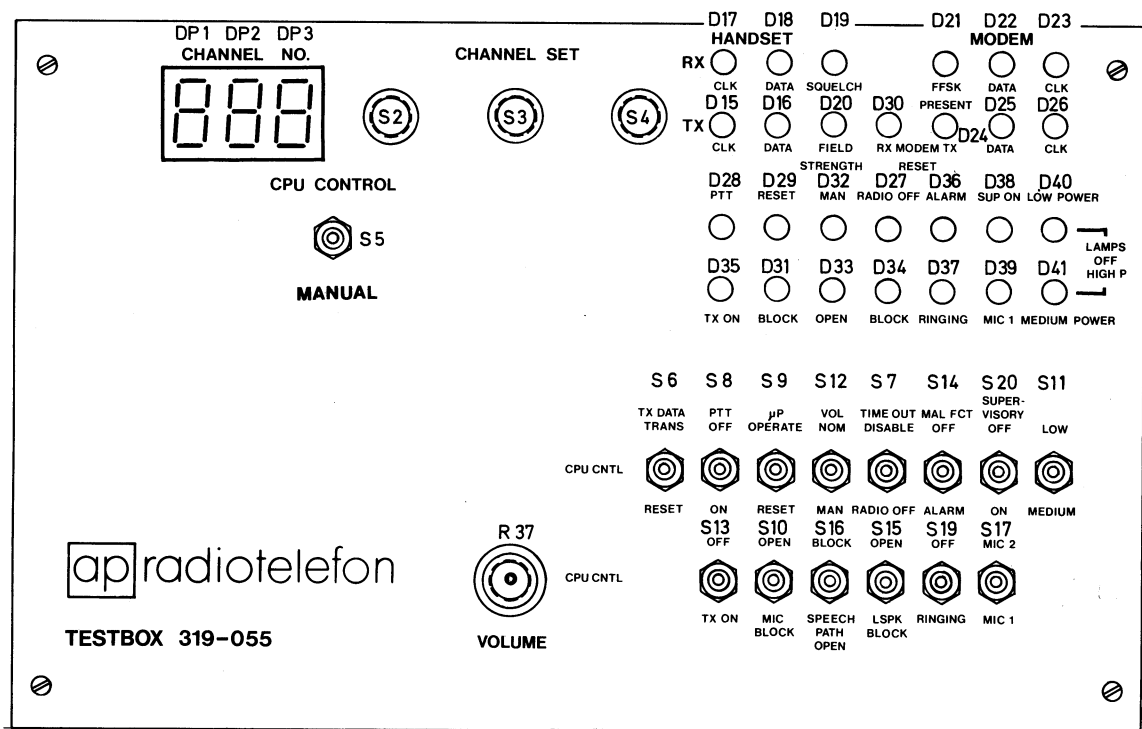 D17 D18 D19 D21 D22 D23
DP1 DP2 DP3
CHANNEL NO.
CHANNEL SET
HANDSET MODEM
RX
CLK DATA SQUELCH FFSK DATA CLK
PRESENT
D15 D16 D20 D30 D25 D26
S2 S3 S4
TX
D24
CLK DATA FIELD RX MODEM TX DATA CLK
STRENGTH RESET
CPU CONTROL
S5
MANUAL
D28 D29 D32 D27 D36 D38 D40
PTT RESET MAN RADIO OFF ALARM SUP ON LOW POWER
LAMPS
OFF
HIGH P
D35 D31 D33 D34 D37 D39 D41
TX ON BLOCK OPEN BLOCK RINGING MIC 1 MEDIUM POWER
S6 S8 S9 S12 S7 S14 S20 S11
SUPER-
TX DATA PTT µP VOL TIME OUT MAL FCT VISORY
TRANS OFF OPERATE NOM DISABLE OFF OFF LOW
CPU CNTL
RESET ON RESET MAN RADIO OFF ALARM ON MEDIUM
S13 S10 S16 S15 S19 S17
OFF OPEN BLOCK OPEN OFF MIC 2
CPU CNTL
TX ON MIC SPEECH LSPK RINGING MIC 1
BLOCK PATH BLOCK
OPEN
R37
VOLUME
ap radiotelefon
TESTBOX 319-055